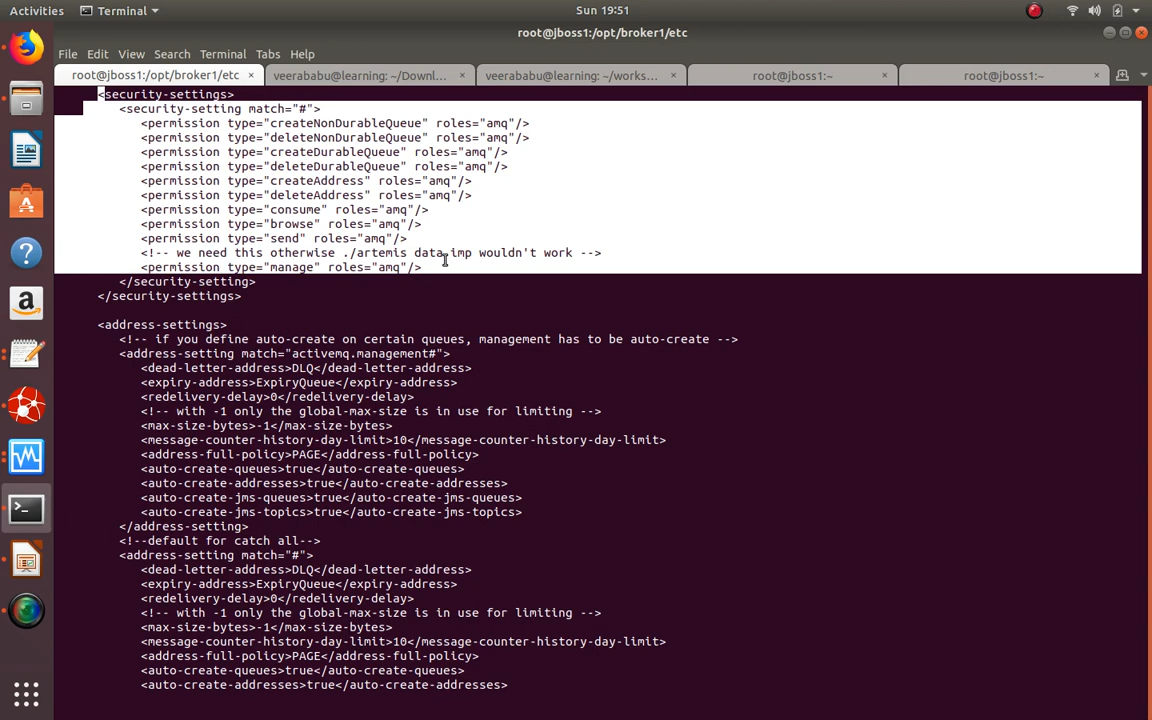 Activities
Terminal
Sun 19:51
root@jboss1:/opt/broker1/etc
File Edit View Search Terminal Tabs Help
root@jboss1:/opt/broker1/etc × veerababu@learning: ~/Downl... × veerababu@learning: ~/works... × root@jboss1:~ × root@jboss1:~ ×
<security-settings>
<security-setting match="#">
<permission type="createNonDurableQueue" roles="amq"/>
<permission type="deleteNonDurableQueue" roles="amq"/>
<permission type="createDurableQueue" roles="amq"/>
<permission type="deleteDurableQueue" roles="amq"/>
<permission type="createAddress" roles="amq"/>
<permission type="deleteAddress" roles="amq"/>
<permission type="consume" roles="amq"/>
<permission type="browse" roles="amq"/>
<permission type="send" roles="amq"/>
<!-- we need this otherwise ./artemis data imp wouldn't work -->
<permission type="manage" roles="amq"/>
</security-setting>
</security-settings>
<address-settings>
<!-- if you define auto-create on certain queues, management has to be auto-create -->
<address-setting match="activemq.management#">
<dead-letter-address>DLQ</dead-letter-address>
<expiry-address>ExpiryQueue</expiry-address>
<redelivery-delay>0</redelivery-delay>
<!-- with -1 only the global-max-size is in use for limiting -->
<max-size-bytes>-1</max-size-bytes>
<message-counter-history-day-limit>10</message-counter-history-day-limit>
<address-full-policy>PAGE</address-full-policy>
<auto-create-queues>true</auto-create-queues>
<auto-create-addresses>true</auto-create-addresses>
<auto-create-jms-queues>true</auto-create-jms-queues>
<auto-create-jms-topics>true</auto-create-jms-topics>
</address-setting>
<!--default for catch all-->
<address-setting match="#">
<dead-letter-address>DLQ</dead-letter-address>
<expiry-address>ExpiryQueue</expiry-address>
<redelivery-delay>0</redelivery-delay>
<!-- with -1 only the global-max-size is in use for limiting -->
<max-size-bytes>-1</max-size-bytes>
<message-counter-history-day-limit>10</message-counter-history-day-limit>
<address-full-policy>PAGE</address-full-policy>
<auto-create-queues>true</auto-create-queues>
<auto-create-addresses>true</auto-create-addresses>